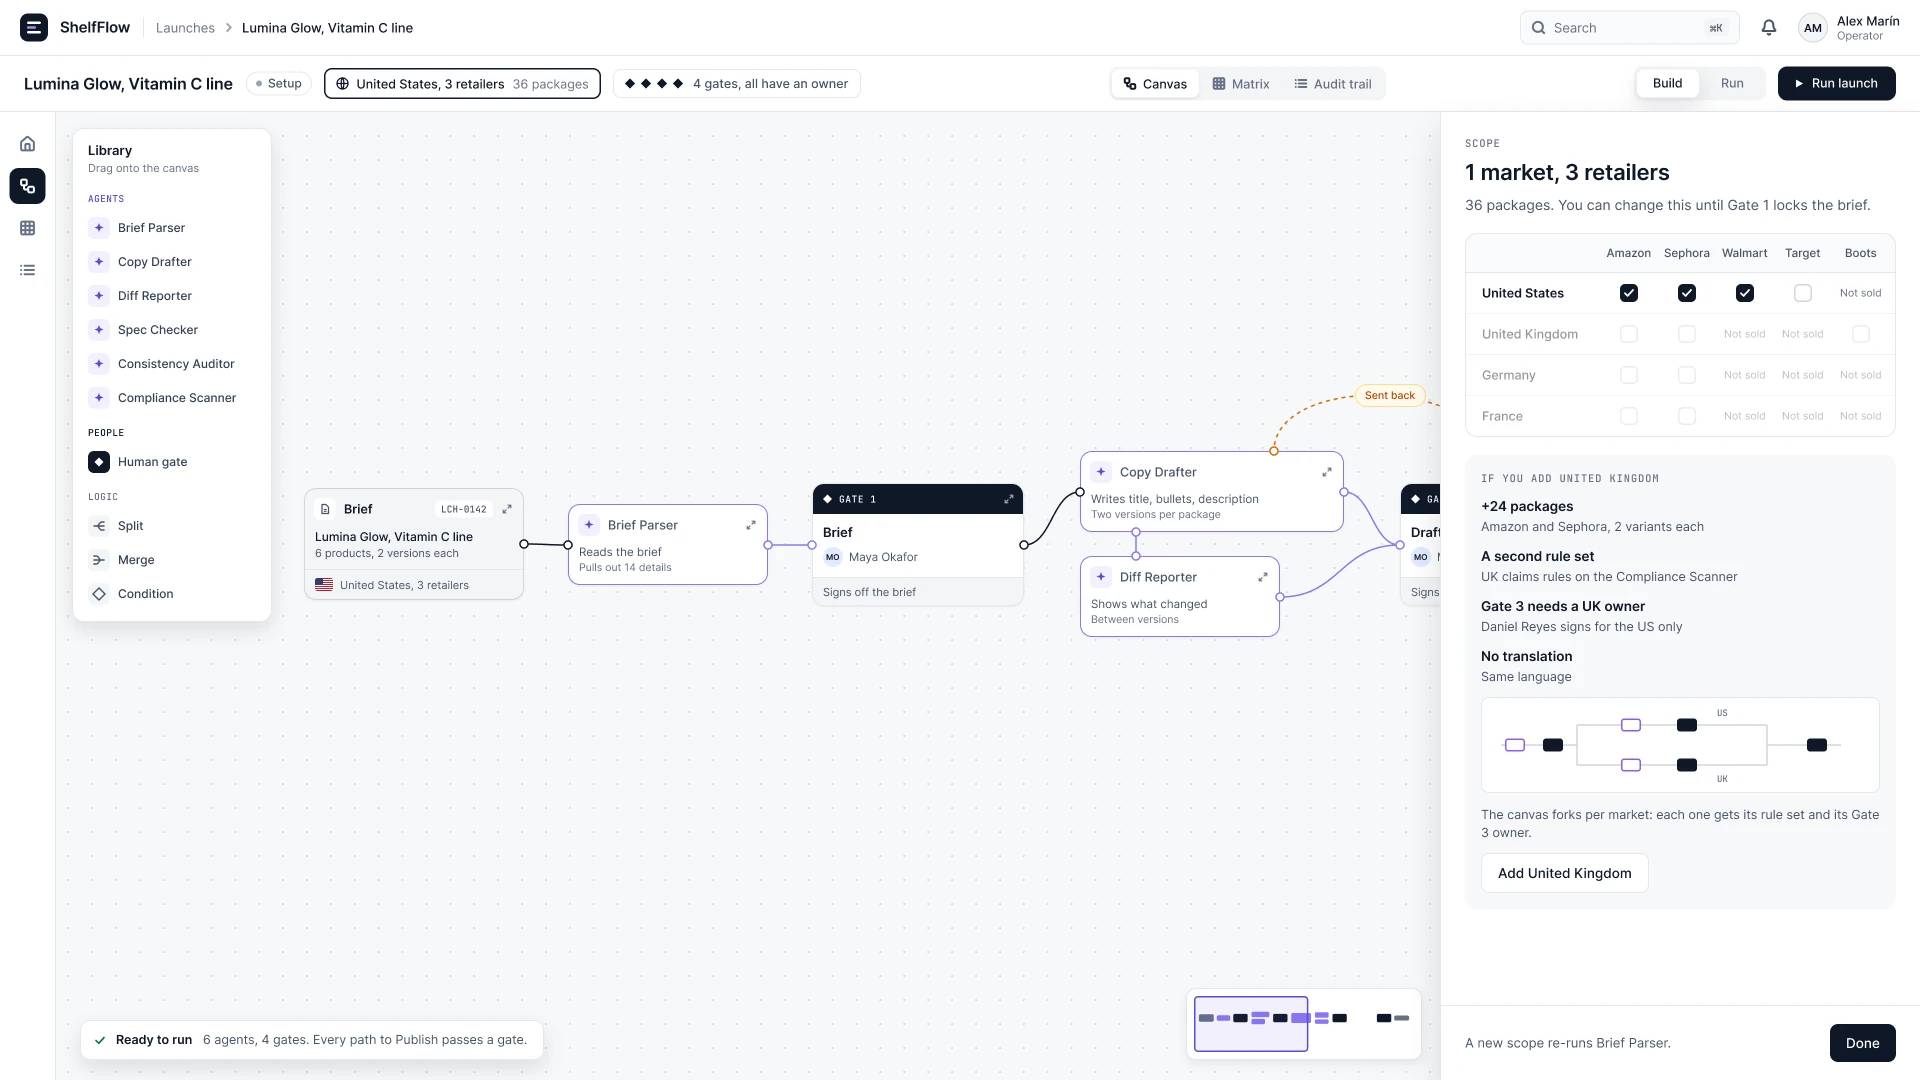 ShelfFlow
Launches
Lumina Glow, Vitamin C line
Search
⌘K
AM
Alex Marín
Operator
Lumina Glow, Vitamin C line
Setup
United States, 3 retailers 36 packages
4 gates, all have an owner
Canvas
Matrix
Audit trail
Build
Run
Run launch
Library
Drag onto the canvas
AGENTS
Brief Parser
Copy Drafter
Diff Reporter
Spec Checker
Consistency Auditor
Compliance Scanner
PEOPLE
Human gate
LOGIC
Split
Merge
Condition
Brief
LCH-0142
Lumina Glow, Vitamin C line
6 products, 2 versions each
United States, 3 retailers
Brief Parser
Reads the brief
Pulls out 14 details
GATE 1
Brief
MO
Maya Okafor
Signs off the brief
Sent back
Copy Drafter
Writes title, bullets, description
Two versions per package
Diff Reporter
Shows what changed
Between versions
GA
Draft
MO
Signs
Ready to run
6 agents, 4 gates. Every path to Publish passes a gate.
SCOPE
1 market, 3 retailers
36 packages. You can change this until Gate 1 locks the brief.
Amazon Sephora Walmart Target Boots
United States Not sold
United Kingdom Not sold Not sold
Germany Not sold Not sold Not sold
France Not sold Not sold Not sold
IF YOU ADD UNITED KINGDOM
+24 packages
Amazon and Sephora, 2 variants each
A second rule set
UK claims rules on the Compliance Scanner
Gate 3 needs a UK owner
Daniel Reyes signs for the US only
No translation
Same language
US
UK
The canvas forks per market: each one gets its rule set and its Gate
3 owner.
Add United Kingdom
A new scope re-runs Brief Parser.
Done